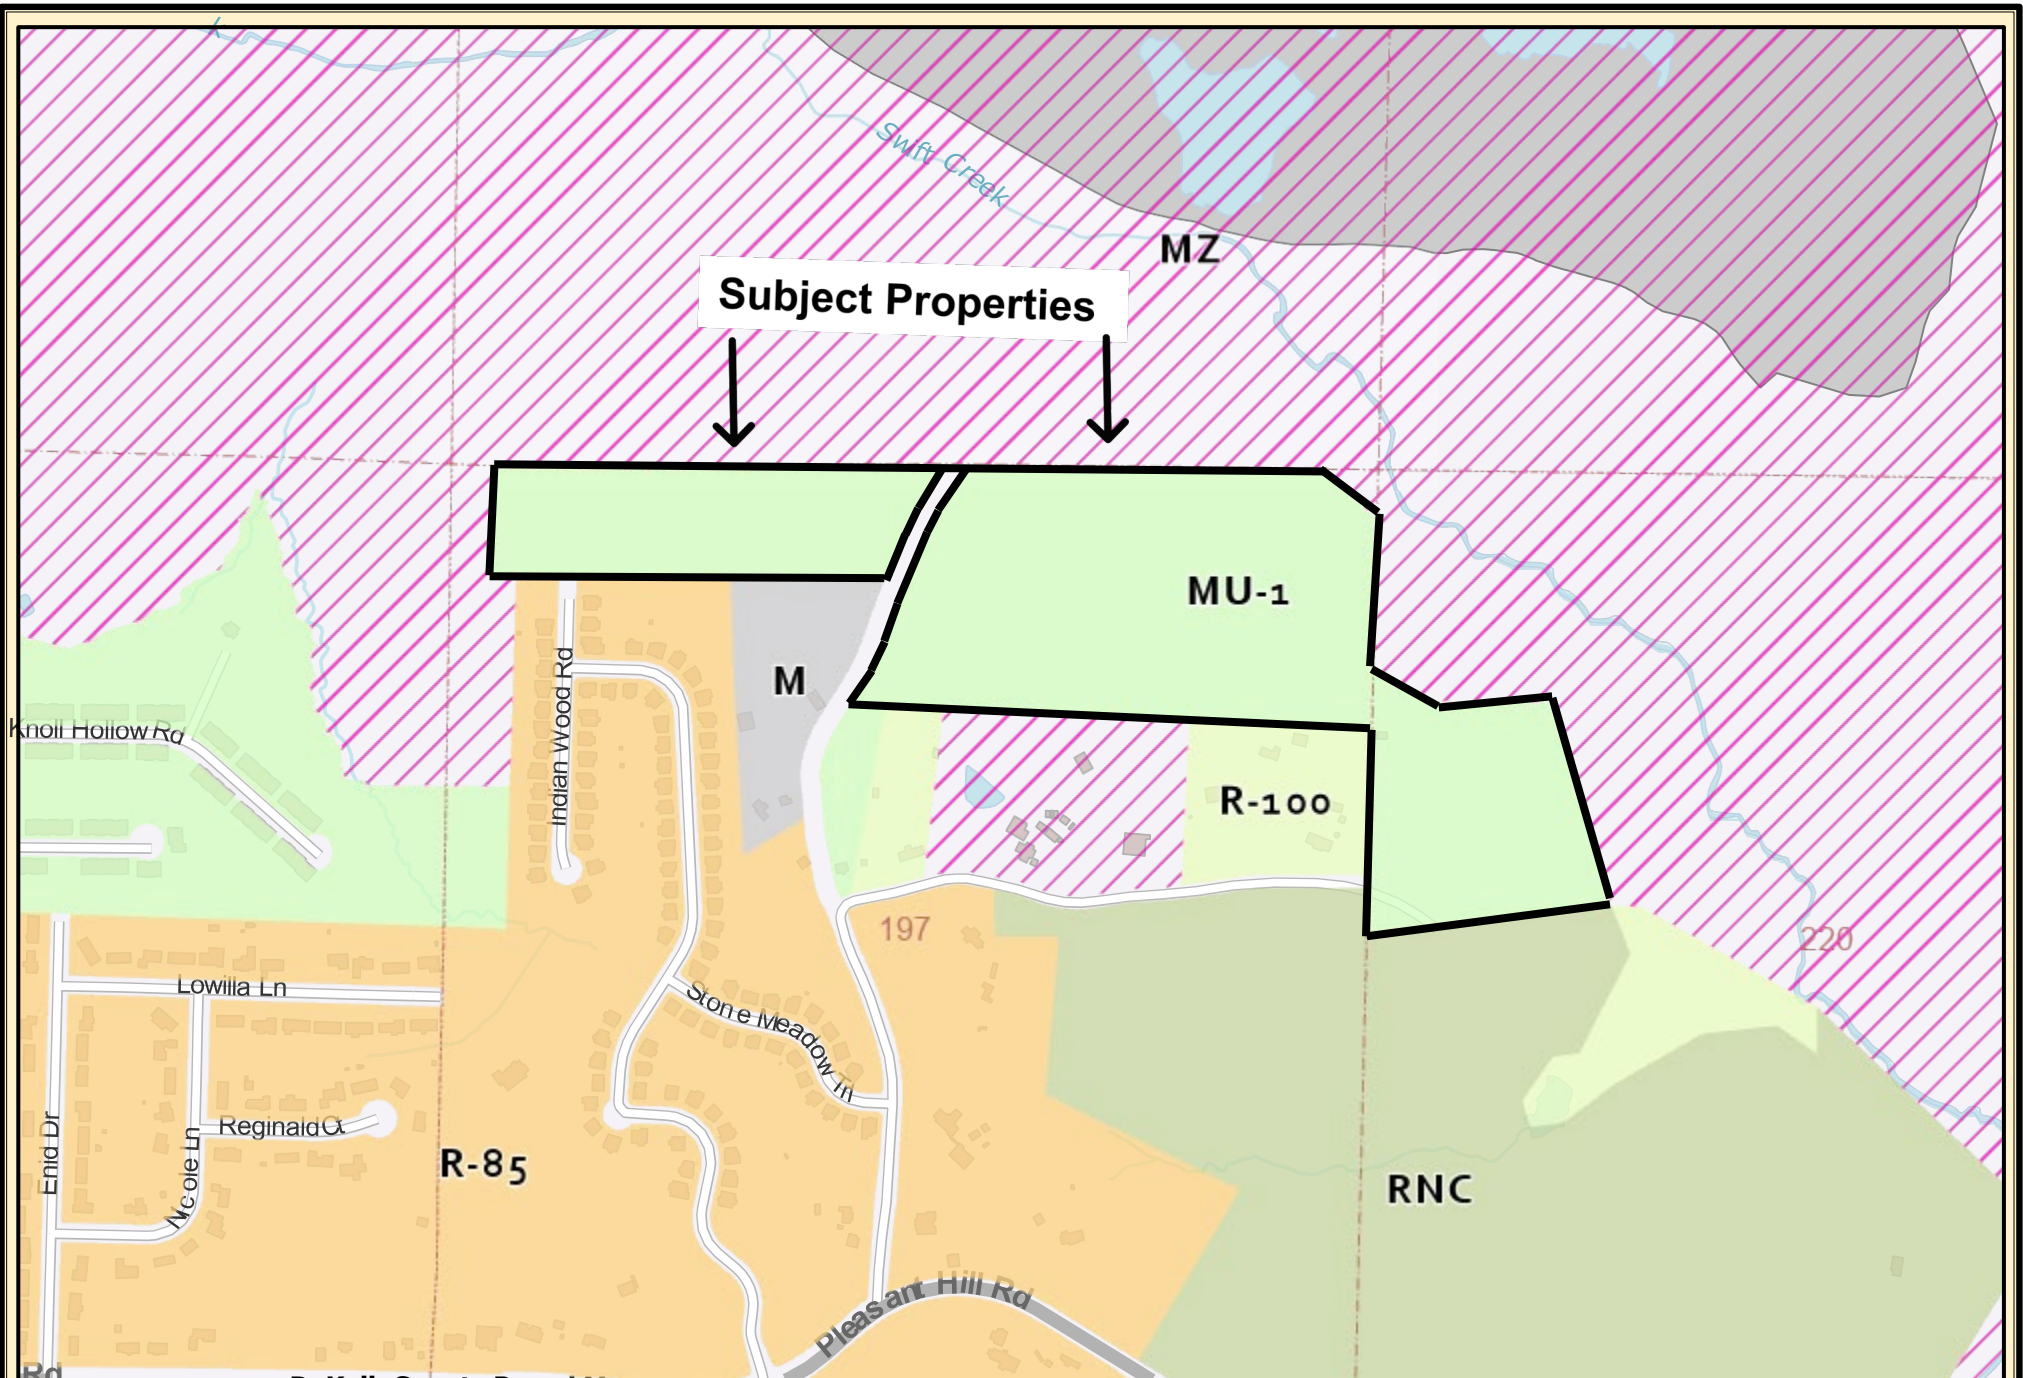 Swift Creek
MZ
Subject Properties
MU-1
M
Indian Wood Rd
Knoll Hollow Rd
R-100
197
220
Lowilla Ln
Stone Meadow Trl
Enid Dr
Nicole Ln
Reginald Ct
R-85
RNC
Pleasant Hill Rd
Rd